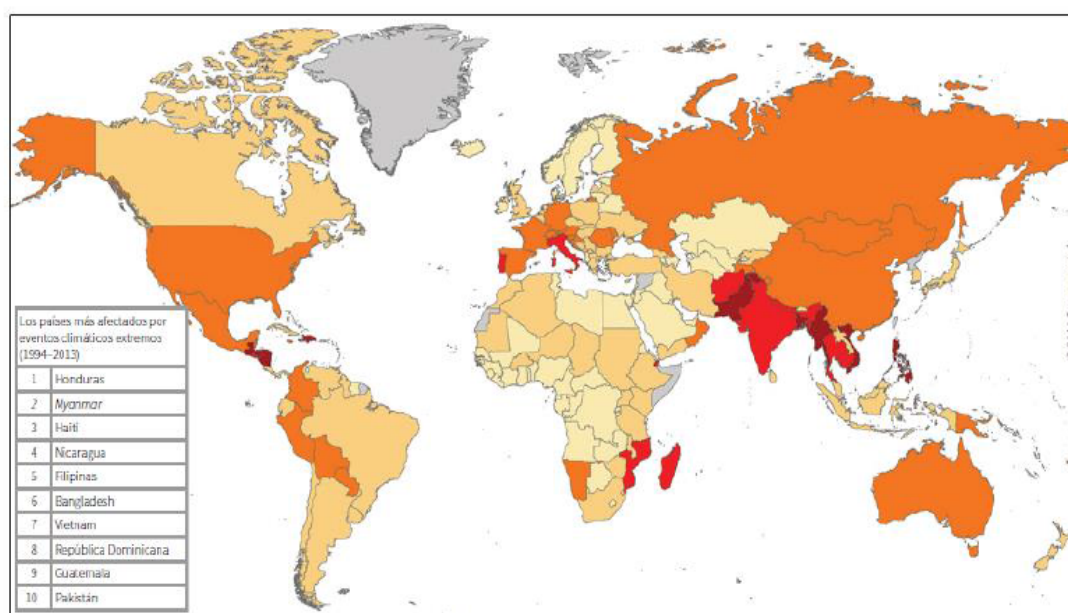 Los países más afectados por
eventos climáticos extremos
(1994–2013)
1 Honduras
2 Myanmar
3 Haití
4 Nicaragua
5 Filipinas
6 Bangladesh
7 Vietnam
8 República Dominicana
9 Guatemala
10 Pakistán